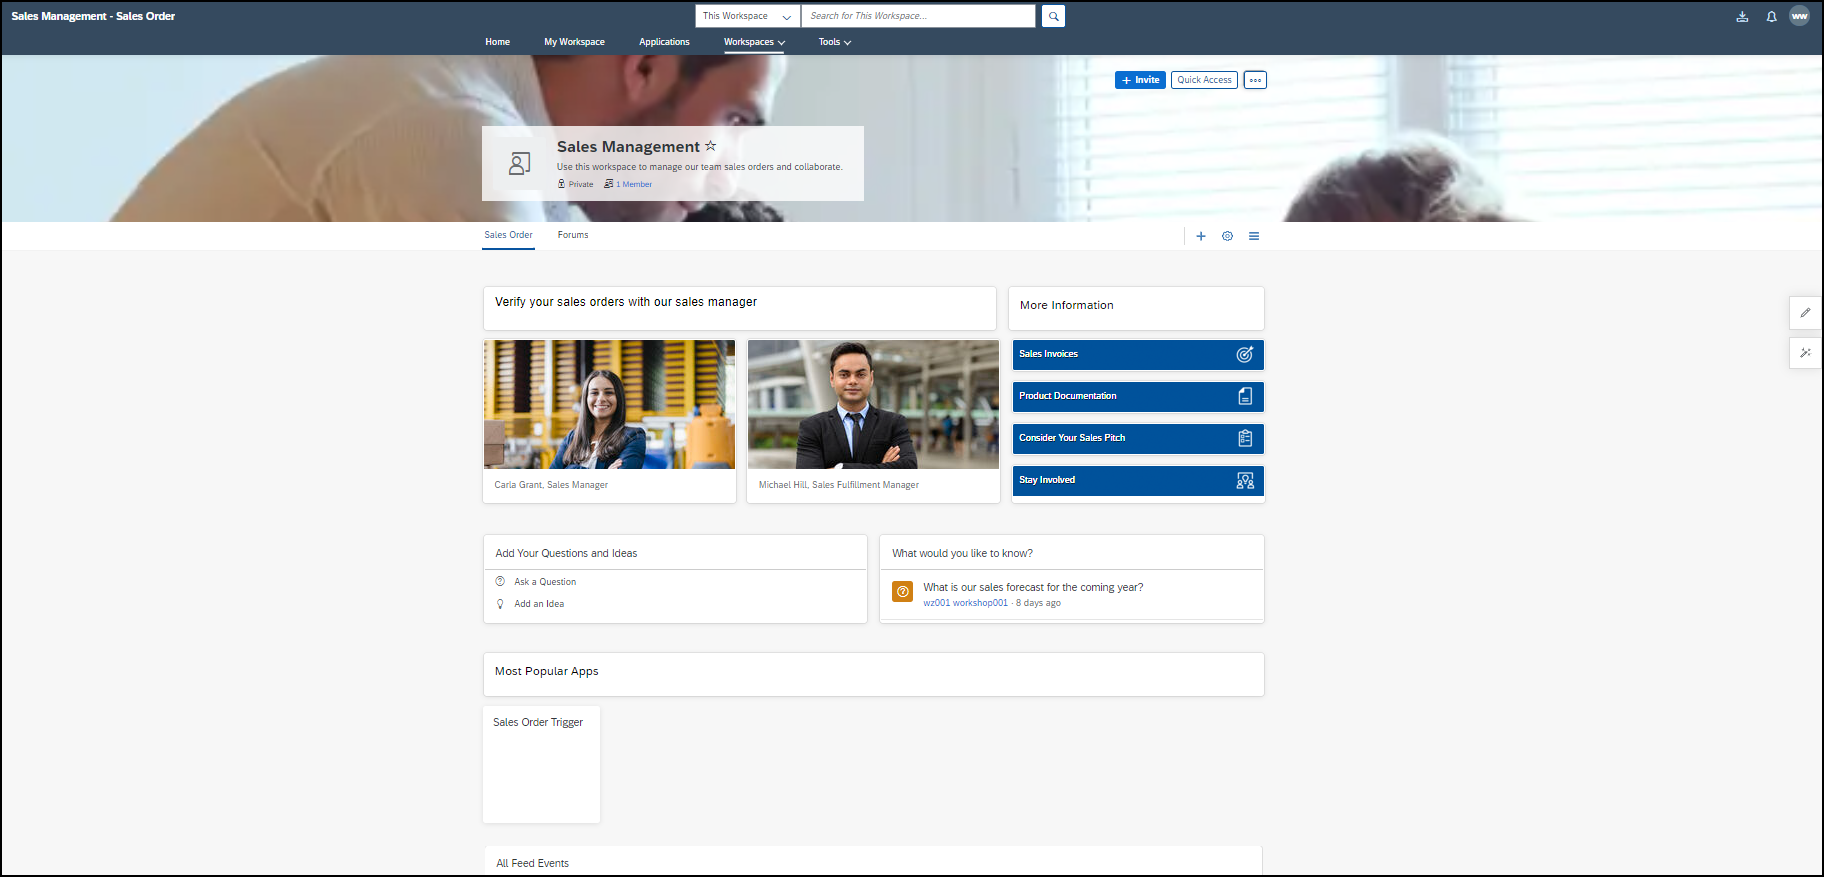 Sales Management - Sales Order
This Workspace
Search for This Workspace...
WW
Home
My Workspace
Applications
Workspaces
Tools
+ Invite
Quick Access
Sales Management
Use this workspace to manage our team sales orders and collaborate.
Private
1 Member
Sales Order
Forums
Verify your sales orders with our sales manager
More Information
Sales Invoices
Product Documentation
Consider Your Sales Pitch
Stay Involved
Carla Grant, Sales Manager
Michael Hill, Sales Fulfillment Manager
Add Your Questions and Ideas
Ask a Question
Add an Idea
What would you like to know?
What is our sales forecast for the coming year?
wz001 workshop001 · 8 days ago
Most Popular Apps
Sales Order Trigger
All Feed Events